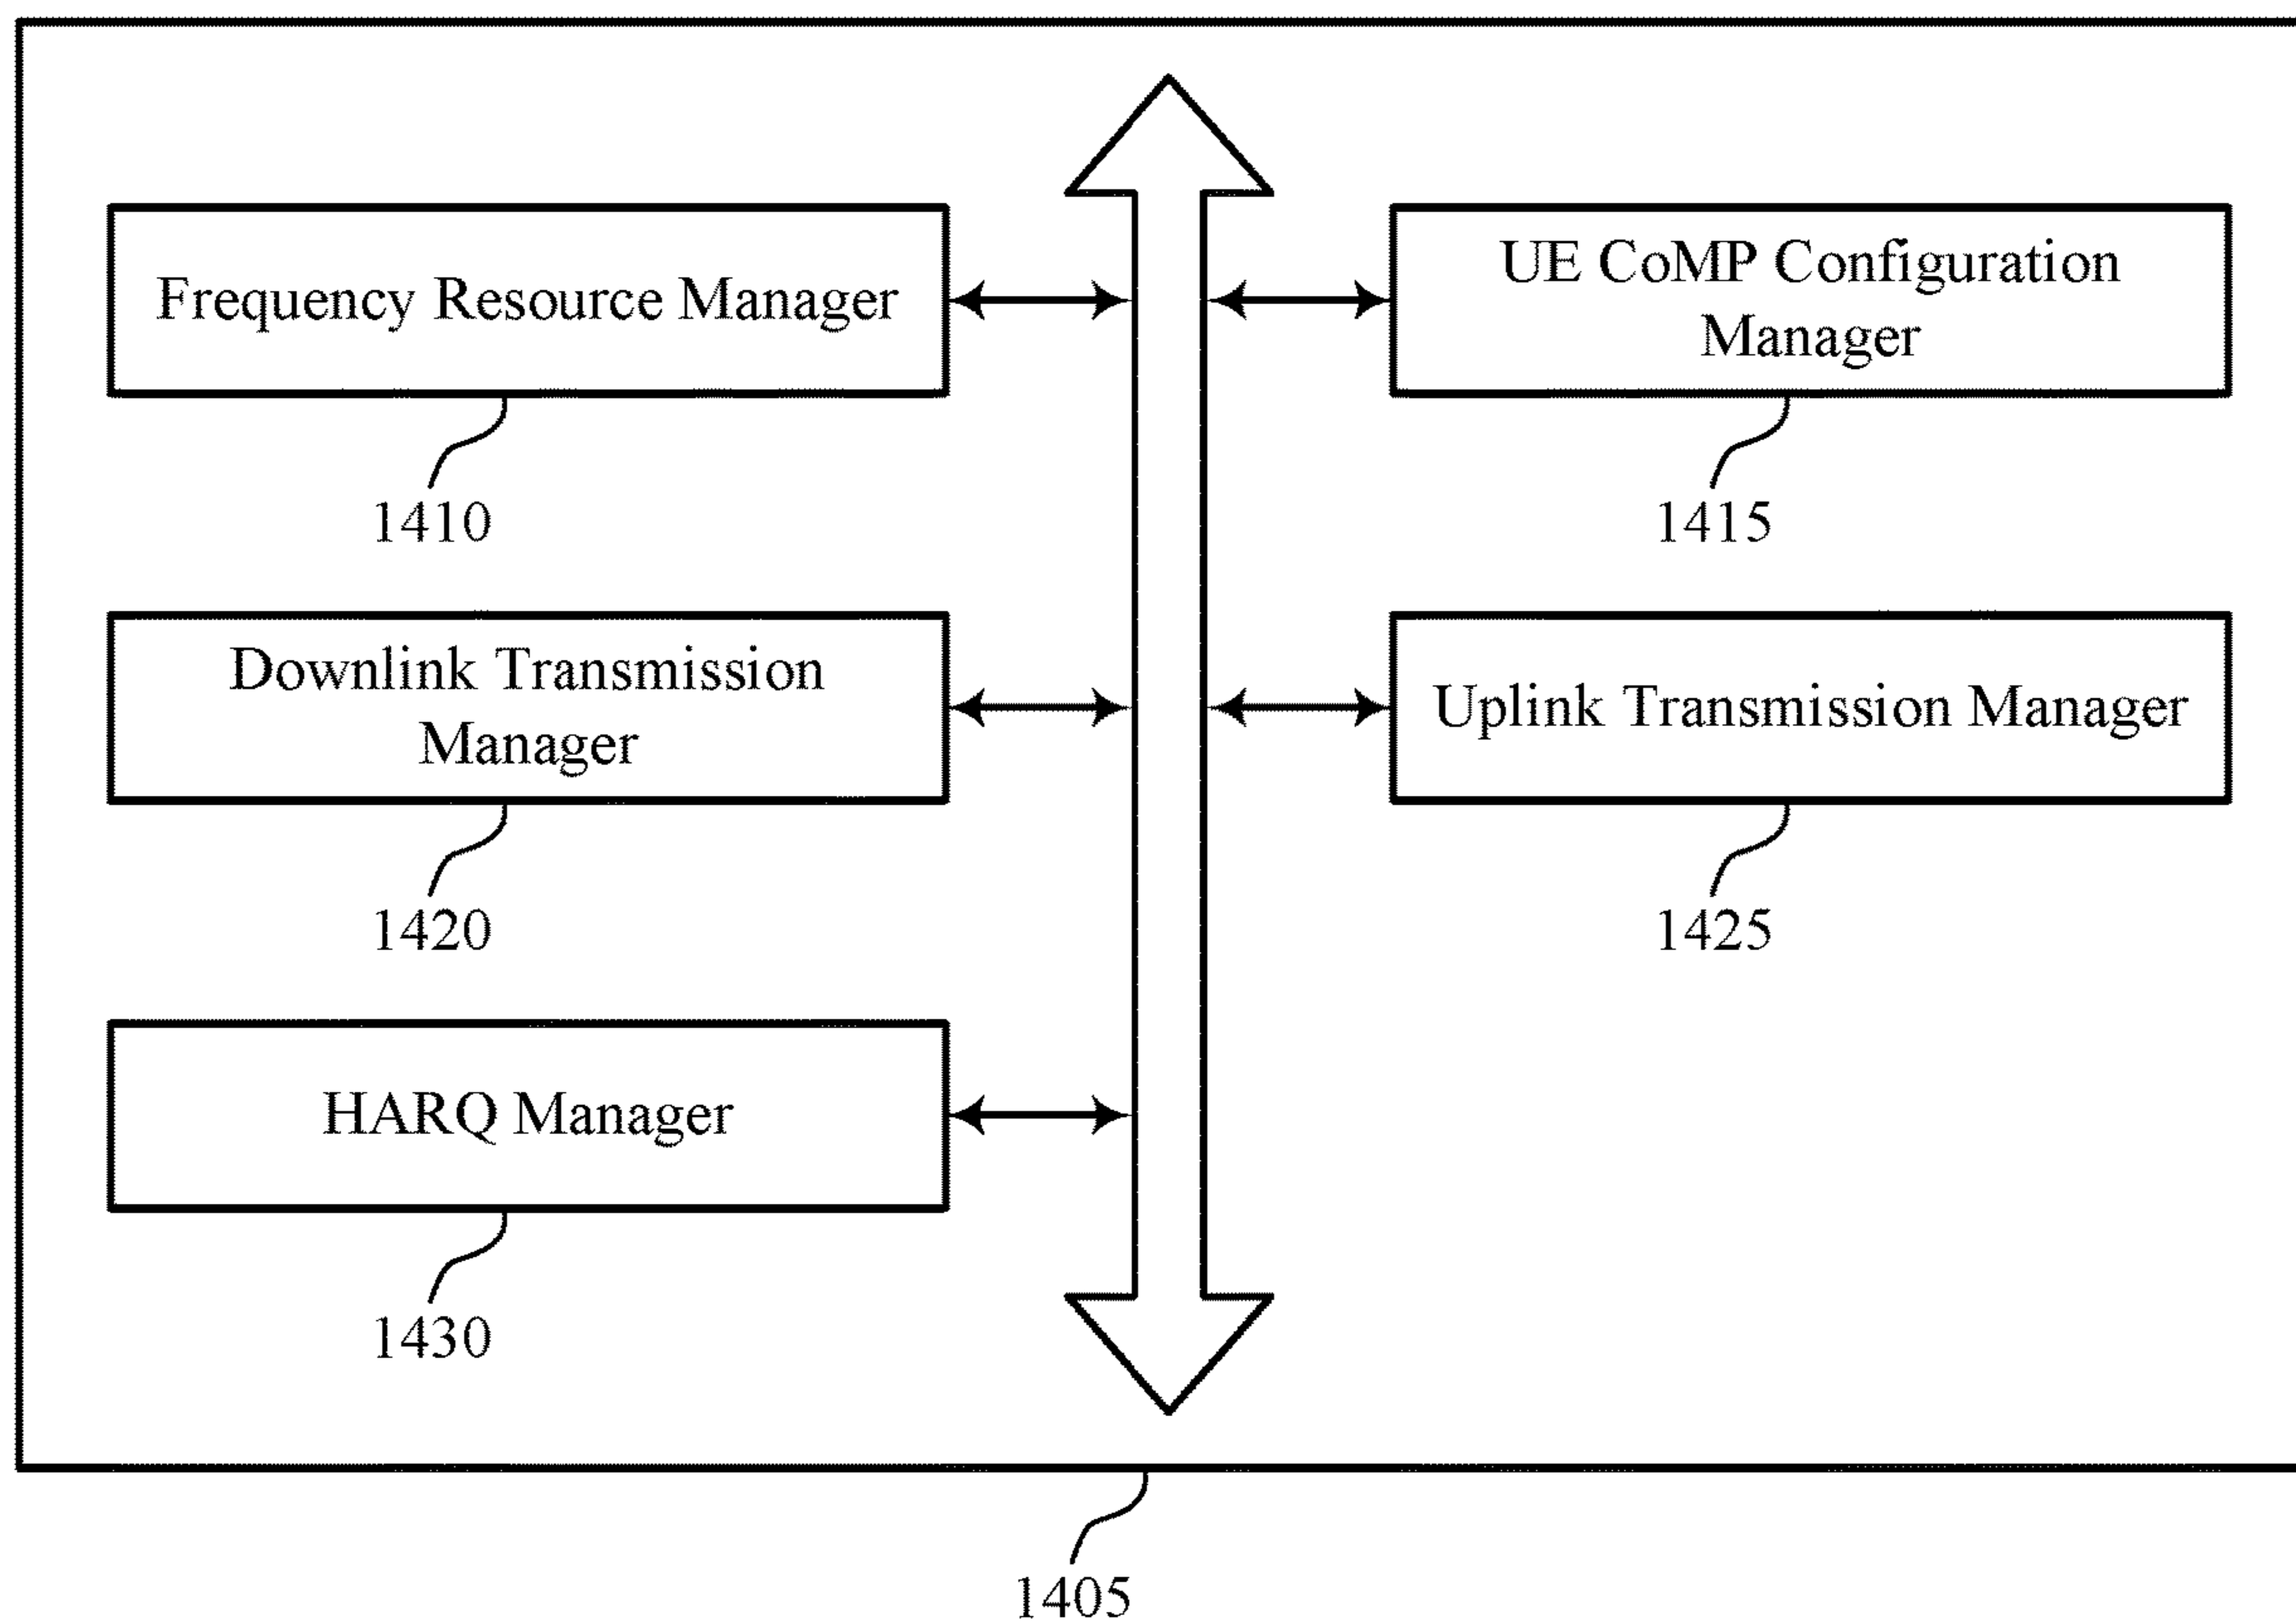 Frequency Resource Manager
1410
UE CoMP Configuration
Manager
1415
Downlink Transmission
Manager
1420
Uplink Transmission Manager
1425
HARQ Manager
1430
1405